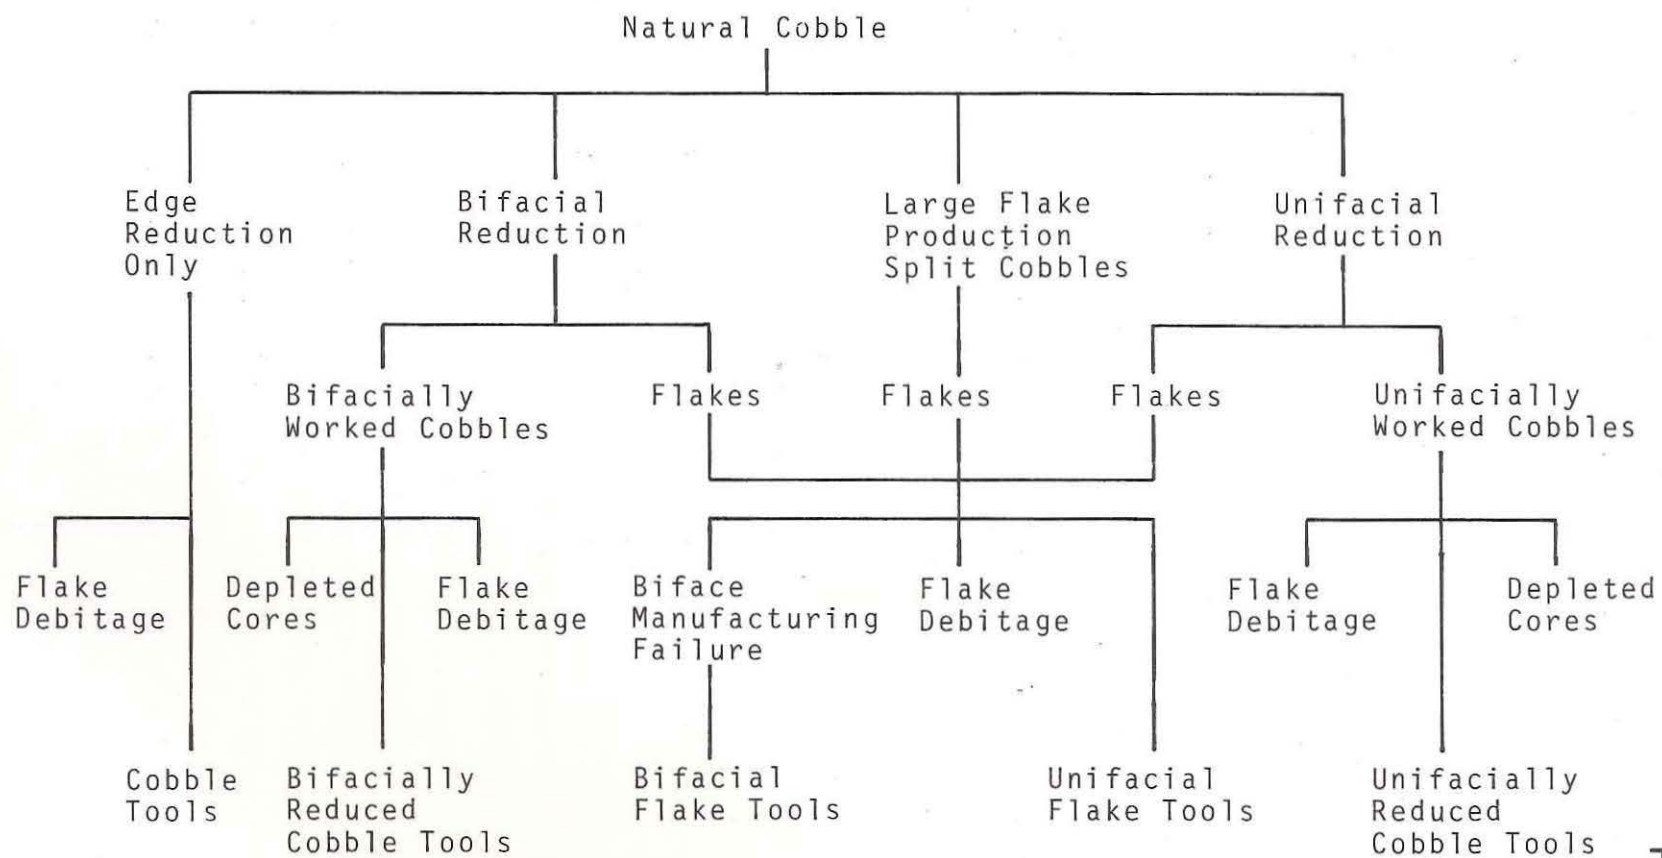 Natural Cobble
Edge
Reduction
Only
Bifacial
Reduction
Large Flake
Production
Split Cobbles
Unifacial
Reduction
Bifacially
Worked Cobbles
Flakes
Flakes
Flakes
Unifacially
Worked Cobbles
Flake
Debitage
Depleted
Cores
Flake
Debitage
Biface
Manufacturing
Failure
Flake
Debitage
Flake
Debitage
Depleted
Cores
Cobble
Tools
Bifacially
Reduced
Cobble Tools
Bifacial
Flake Tools
Unifacial
Flake Tools
Unifacially
Reduced
Cobble Tools